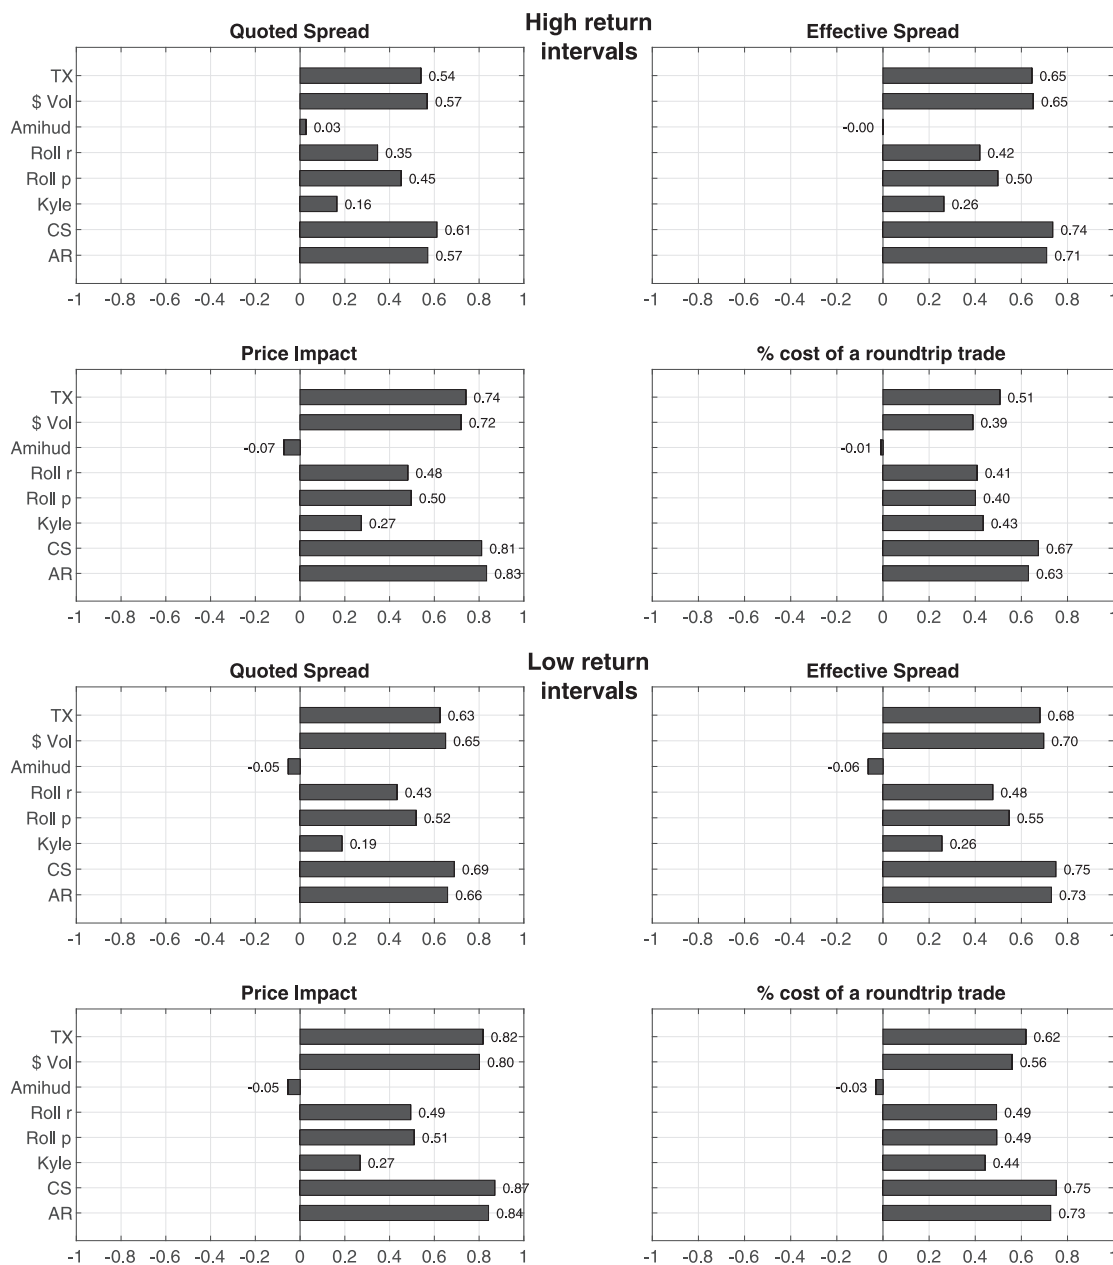 High return
intervals
Quoted Spread
TX 0.54
$ Vol 0.57
Amihud 0.03
Roll r 0.35
Roll p 0.45
Kyle 0.16
CS 0.61
AR 0.57
-1 -0.8 -0.6 -0.4 -0.2 0 0.2 0.4 0.6 0.8 1
Effective Spread
0.65
0.65
-0.00
0.42
0.50
0.26
0.74
0.71
-1 -0.8 -0.6 -0.4 -0.2 0 0.2 0.4 0.6 0.8 1
Price Impact
TX 0.74
$ Vol 0.72
Amihud -0.07
Roll r 0.48
Roll p 0.50
Kyle 0.27
CS 0.81
AR 0.83
-1 -0.8 -0.6 -0.4 -0.2 0 0.2 0.4 0.6 0.8 1
% cost of a roundtrip trade
0.51
0.39
-0.01
0.41
0.40
0.43
0.67
0.63
-1 -0.8 -0.6 -0.4 -0.2 0 0.2 0.4 0.6 0.8 1
Low return
intervals
Quoted Spread
TX 0.63
$ Vol 0.65
Amihud -0.05
Roll r 0.43
Roll p 0.52
Kyle 0.19
CS 0.69
AR 0.66
-1 -0.8 -0.6 -0.4 -0.2 0 0.2 0.4 0.6 0.8 1
Effective Spread
0.68
0.70
-0.06
0.48
0.55
0.26
0.75
0.73
-1 -0.8 -0.6 -0.4 -0.2 0 0.2 0.4 0.6 0.8 1
Price Impact
TX 0.82
$ Vol 0.80
Amihud -0.05
Roll r 0.49
Roll p 0.51
Kyle 0.27
CS 0.87
AR 0.84
-1 -0.8 -0.6 -0.4 -0.2 0 0.2 0.4 0.6 0.8 1
% cost of a roundtrip trade
0.62
0.56
-0.03
0.49
0.49
0.44
0.75
0.73
-1 -0.8 -0.6 -0.4 -0.2 0 0.2 0.4 0.6 0.8 1